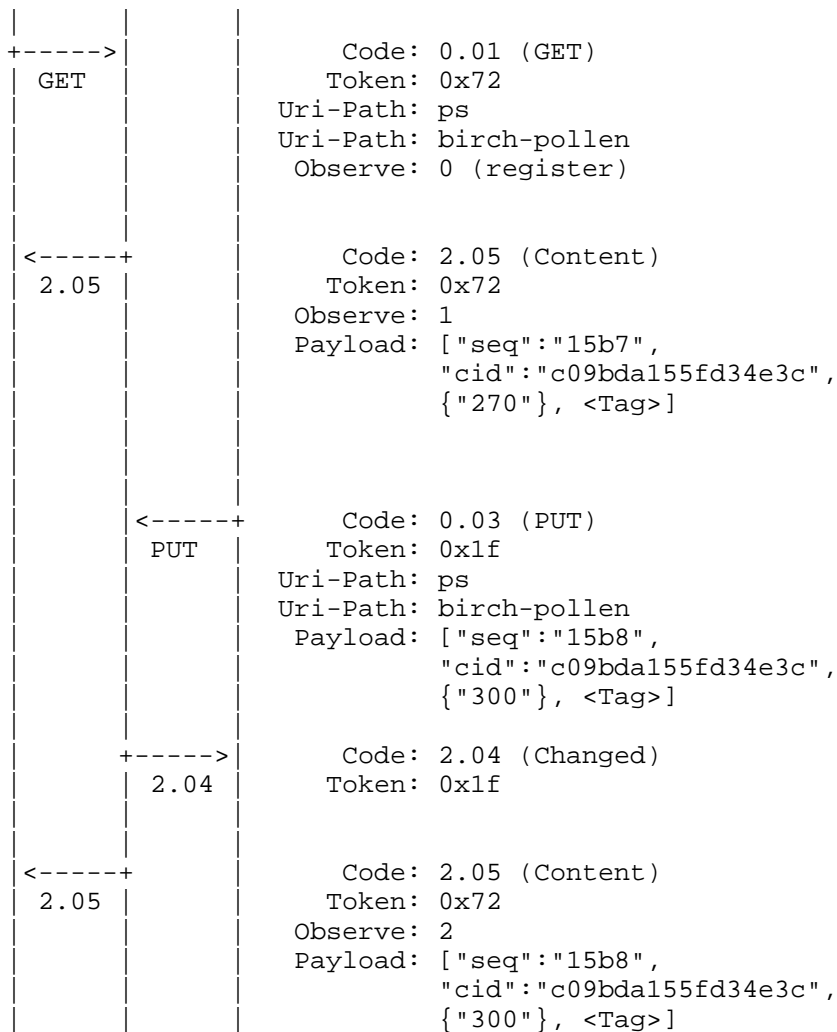 |       |       |
+----->|       |       Code: 0.01 (GET)
|  GET  |       |      Token: 0x72
|       |       |   Uri-Path: ps
|       |       |   Uri-Path: birch-pollen
|       |       |    Observe: 0 (register)
|       |       |
|       |       |
|<-----+       |       Code: 2.05 (Content)
|  2.05 |       |      Token: 0x72
|       |       |    Observe: 1
|       |       |    Payload: ["seq":"15b7",
|       |       |             "cid":"c09bda155fd34e3c",
|       |       |             {"270"}, <Tag>]
|       |       |
|       |       |
|       |       |
|       |<-----+       Code: 0.03 (PUT)
|       |  PUT  |      Token: 0x1f
|       |       |   Uri-Path: ps
|       |       |   Uri-Path: birch-pollen
|       |       |    Payload: ["seq":"15b8",
|       |       |             "cid":"c09bda155fd34e3c",
|       |       |             {"300"}, <Tag>]
|       |       |
|       +----->|       Code: 2.04 (Changed)
|       |  2.04 |      Token: 0x1f
|       |       |
|       |       |
|<-----+       |       Code: 2.05 (Content)
|  2.05 |       |      Token: 0x72
|       |       |    Observe: 2
|       |       |    Payload: ["seq":"15b8",
|       |       |             "cid":"c09bda155fd34e3c",
|       |       |             {"300"}, <Tag>]